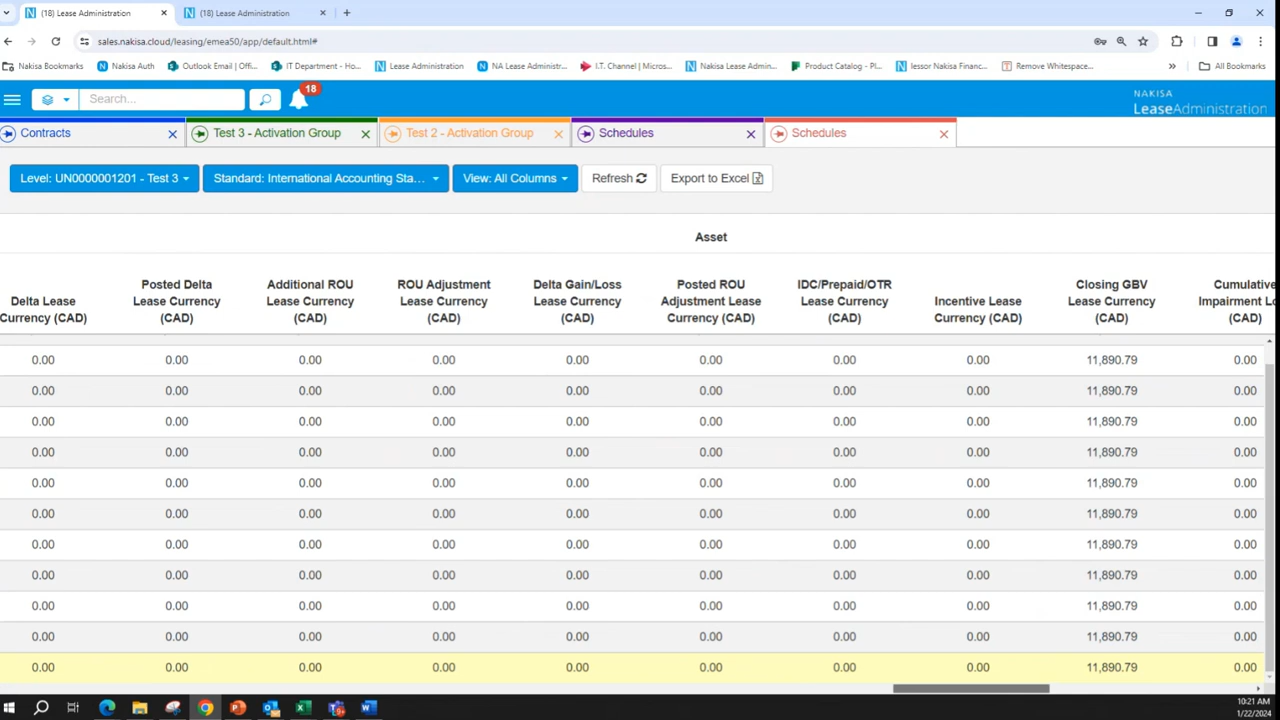 (18) Lease Administration
(18) Lease Administration
sales.nakisa.cloud/leasing/emea50/app/default.html#
Nakisa Bookmarks
Nakisa Auth
Outlook Email | Offi...
IT Department - Ho...
Lease Administration
NA Lease Administr...
I.T. Channel | Micros...
Nakisa Lease Admin...
Product Catalog - Pl...
lessor Nakisa Financ...
Remove Whitespace...
»
All Bookmarks
Search...
18
NAKISA
LeaseAdministration
Contracts
Test 3 - Activation Group
Test 2 - Activation Group
Schedules
Schedules
Level: UN0000001201 - Test 3
Standard: International Accounting Sta...
View: All Columns
Refresh
Export to Excel
Asset
Delta Lease Currency (CAD)
Posted Delta Lease Currency (CAD)
Additional ROU Lease Currency (CAD)
ROU Adjustment Lease Currency (CAD)
Delta Gain/Loss Lease Currency (CAD)
Posted ROU Adjustment Lease Currency (CAD)
IDC/Prepaid/OTR Lease Currency (CAD)
Incentive Lease Currency (CAD)
Closing GBV Lease Currency (CAD)
Cumulative Impairment Lo (CAD)
0.00 0.00 0.00 0.00 0.00 0.00 0.00 0.00 11,890.79 0.00
0.00 0.00 0.00 0.00 0.00 0.00 0.00 0.00 11,890.79 0.00
0.00 0.00 0.00 0.00 0.00 0.00 0.00 0.00 11,890.79 0.00
0.00 0.00 0.00 0.00 0.00 0.00 0.00 0.00 11,890.79 0.00
0.00 0.00 0.00 0.00 0.00 0.00 0.00 0.00 11,890.79 0.00
0.00 0.00 0.00 0.00 0.00 0.00 0.00 0.00 11,890.79 0.00
0.00 0.00 0.00 0.00 0.00 0.00 0.00 0.00 11,890.79 0.00
0.00 0.00 0.00 0.00 0.00 0.00 0.00 0.00 11,890.79 0.00
0.00 0.00 0.00 0.00 0.00 0.00 0.00 0.00 11,890.79 0.00
0.00 0.00 0.00 0.00 0.00 0.00 0.00 0.00 11,890.79 0.00
0.00 0.00 0.00 0.00 0.00 0.00 0.00 0.00 11,890.79 0.00
10:21 AM
1/22/2024